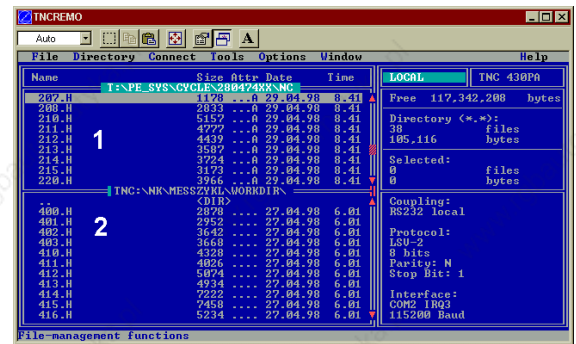 TNCREMO
Auto
File Directory Connect Tools Options Window Help
Name Size Attr Date Time
T:\PE_SYS\CYCLE\280474XX\NC
207.H 1178 ...A 29.04.98 8.41
208.H 2833 ...A 29.04.98 8.41
210.H 5157 ...A 29.04.98 8.41
211.H 4777 ...A 29.04.98 8.41
212.H 4439 ...A 29.04.98 8.41
213.H 3587 ...A 29.04.98 8.41
214.H 3724 ...A 29.04.98 8.41
215.H 3173 ...A 29.04.98 8.41
220.H 3966 ...A 29.04.98 8.41
1
TNC:\NK\MESSZYKL\WORKDIR\
.. <DIR>
400.H 2878 .... 27.04.98 6.01
401.H 2952 .... 27.04.98 6.01
402.H 3642 .... 27.04.98 6.01
403.H 3668 .... 27.04.98 6.01
410.H 4328 .... 27.04.98 6.01
411.H 4026 .... 27.04.98 6.01
412.H 5074 .... 27.04.98 6.01
413.H 4934 .... 27.04.98 6.01
414.H 7222 .... 27.04.98 6.01
415.H 7458 .... 27.04.98 6.01
416.H 5234 .... 27.04.98 6.01
2
LOCAL TNC 430PA
Free 117,342,208 bytes
Directory (*.*):
38 files
105,116 bytes
Selected:
0 files
0 bytes
Coupling:
RS232 local
Protocol:
LSV-2
8 bits
Parity: N
Stop Bit: 1
Interface:
COM2 IRQ3
115200 Baud
File-management functions